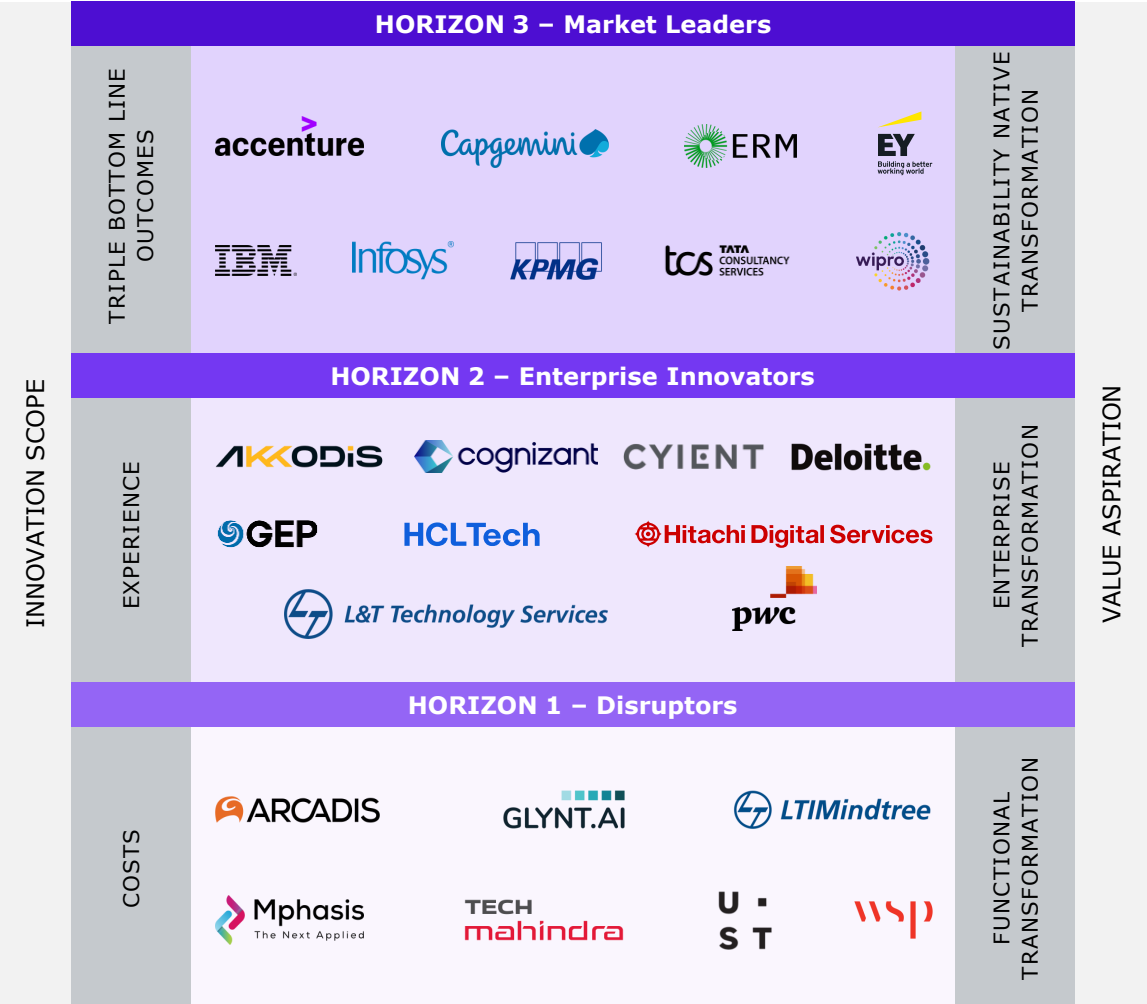 HORIZON 3 – Market Leaders
INNOVATION SCOPE
VALUE ASPIRATION
TRIPLE BOTTOM LINE
OUTCOMES
accenture
>
Capgemini
ERM
EY
Building a better
working world
IBM®
Infosys®
KPMG
tcs
TATA
CONSULTANCY
SERVICES
wipro
SUSTAINABILITY NATIVE
TRANSFORMATION
HORIZON 2 – Enterprise Innovators
EXPERIENCE
AKKODiS
cognizant
CYIENT
Deloitte.
GEP
HCLTech
Hitachi Digital Services
L&T Technology Services
pwc
ENTERPRISE
TRANSFORMATION
HORIZON 1 – Disruptors
COSTS
ARCADIS
GLYNT.AI
LTIMindtree
Mphasis
The Next Applied
TECH
mahindra
U ·
S T
wsp
FUNCTIONAL
TRANSFORMATION